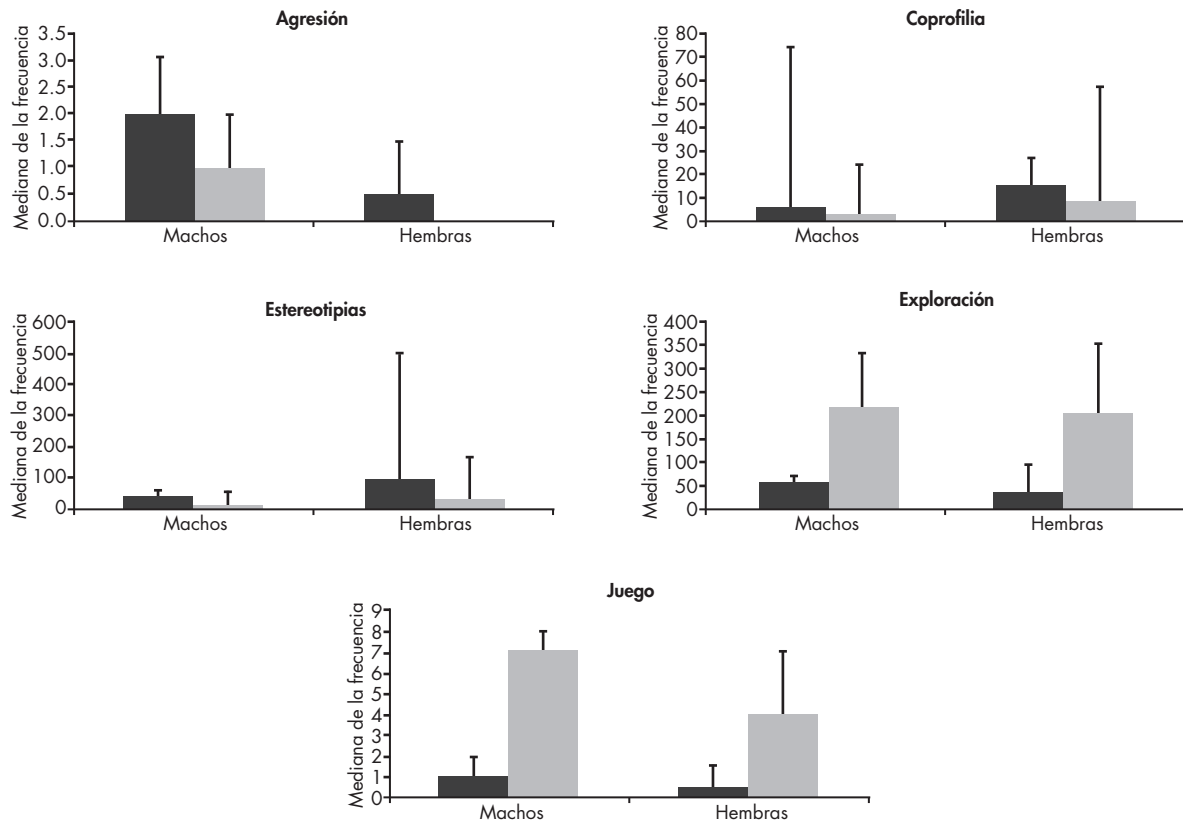 Agresión
Mediana de la frecuencia
3.5
3.0
2.5
2.0
1.5
1.0
0.5
0.0
Machos
Hembras
Coprofilia
Mediana de la frecuencia
80
70
60
50
40
30
20
10
0
Machos
Hembras
Estereotipias
Mediana de la frecuencia
600
500
400
300
200
100
0
Machos
Hembras
Exploración
Mediana de la frecuencia
400
350
300
250
200
150
100
50
0
Machos
Hembras
Juego
Mediana de la frecuencia
9
8
7
6
5
4
3
2
1
0
Machos
Hembras